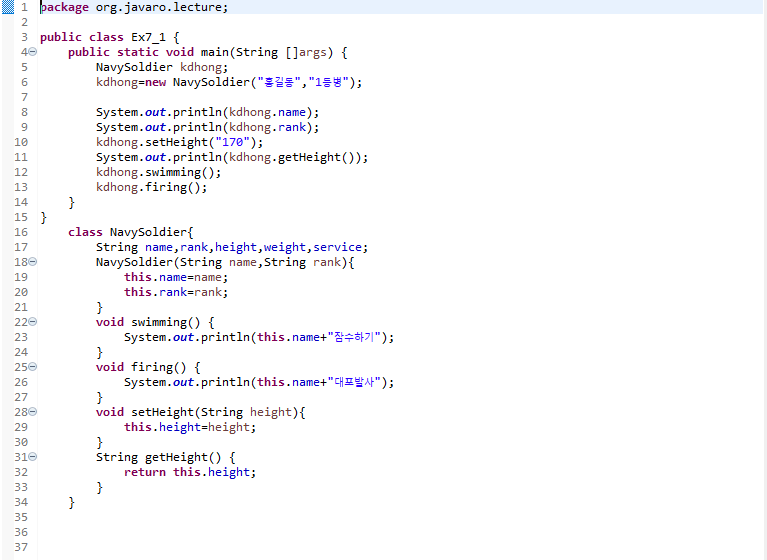 1 package org.javaro.lecture;
2
3 public class Ex7_1 {
4 public static void main(String []args) {
5 NavySoldier kdhong;
6 kdhong=new NavySoldier("홍길동","1등병");
7
8 System.out.println(kdhong.name);
9 System.out.println(kdhong.rank);
10 kdhong.setHeight("170");
11 System.out.println(kdhong.getHeight());
12 kdhong.swimming();
13 kdhong.firing();
14 }
15 }
16 class NavySoldier{
17 String name,rank,height,weight,service;
18 NavySoldier(String name,String rank){
19 this.name=name;
20 this.rank=rank;
21 }
22 void swimming() {
23 System.out.println(this.name+"잠수하기");
24 }
25 void firing() {
26 System.out.println(this.name+"대포발사");
27 }
28 void setHeight(String height){
29 this.height=height;
30 }
31 String getHeight() {
32 return this.height;
33 }
34 }
35
36
37